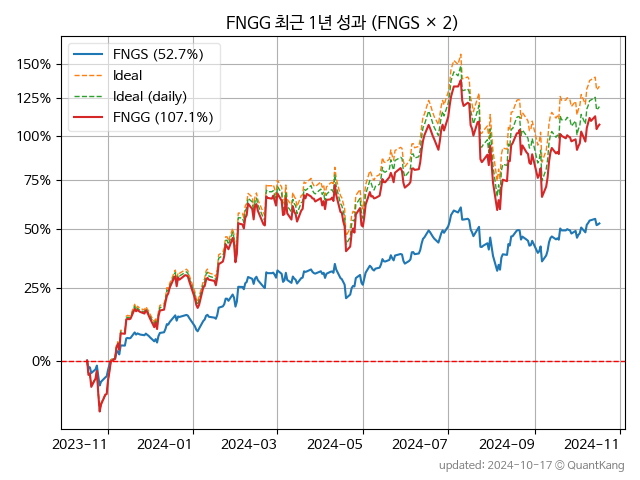 FNGG 최근 1년 성과 (FNGS × 2)
FNGS (52.7%)
Ideal
Ideal (daily)
FNGG (107.1%)
150%
125%
100%
75%
50%
25%
0%
2023-11 2024-01 2024-03 2024-05 2024-07 2024-09 2024-11
updated: 2024-10-17 © QuantKang